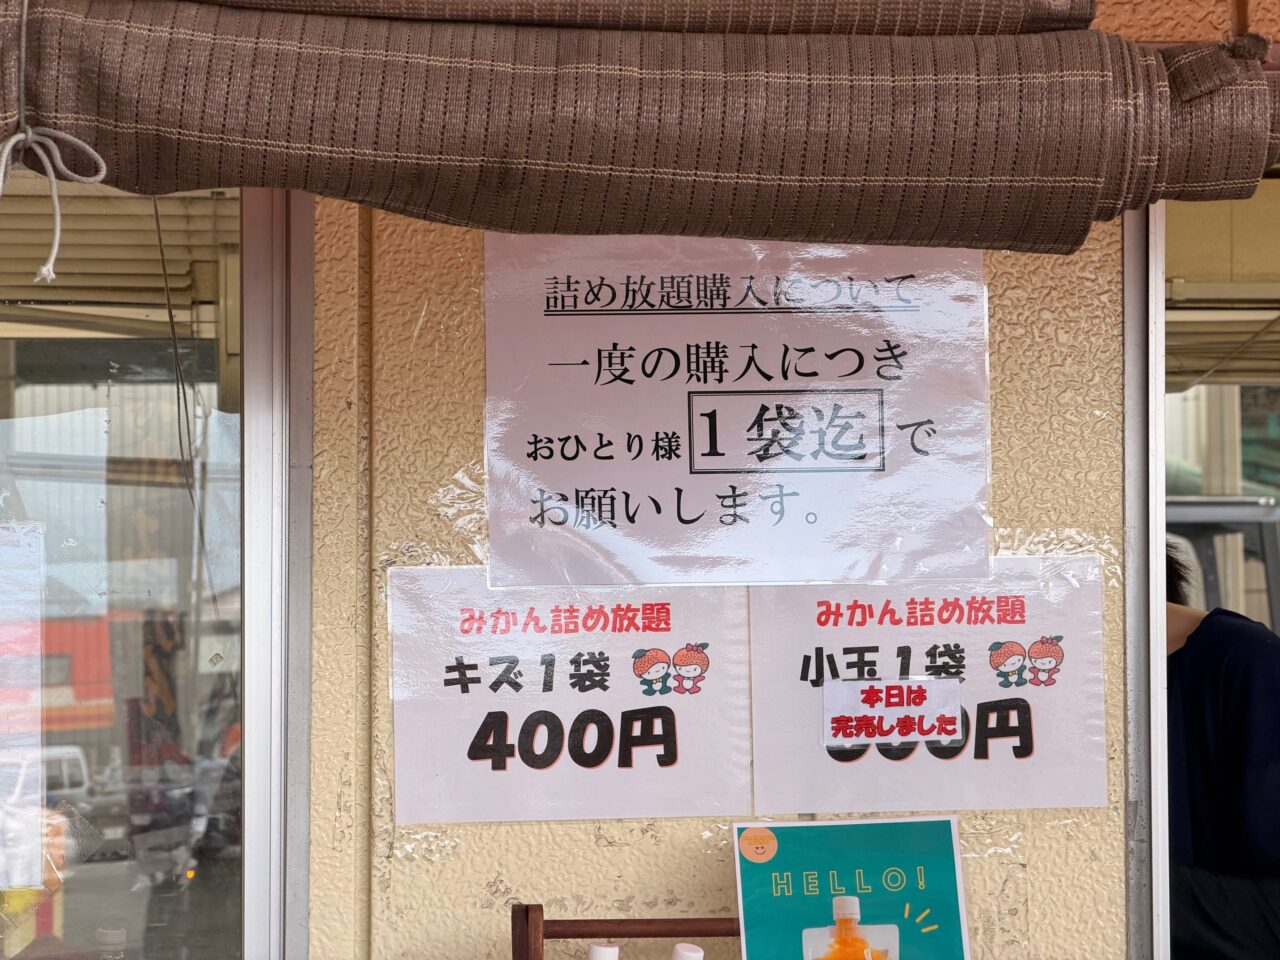 詰め放題購入について
一度の購入につき
おひとり様1袋迄で
お願いします。
みかん詰め放題
キズ1袋
400円
みかん詰め放題
小玉1袋
本日は
完売しました
00円
HELLO!